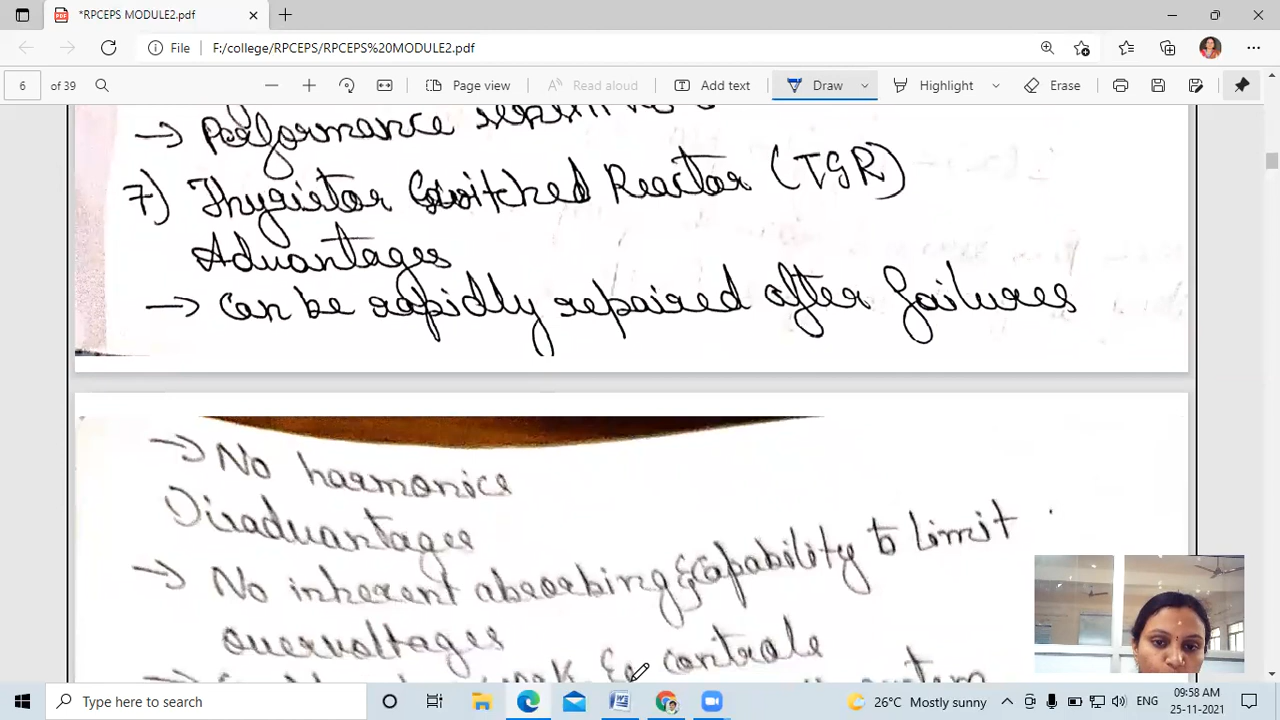 *RPCEPS MODULE2.pdf
File F:/college/RPCEPS/RPCEPS%20MODULE2.pdf
6 of 39 Page view Read aloud Add text Draw Highlight Erase
→ Performance
7) Thyristor Switched Reactor (TSR)
Advantages
→ Can be rapidly repaired after failures
→ No harmonics
Disadvantages
→ No inherent absorbing & capability to limit
overvoltages
controls
Type here to search
26°C Mostly sunny ENG 09:58 AM 25-11-2021